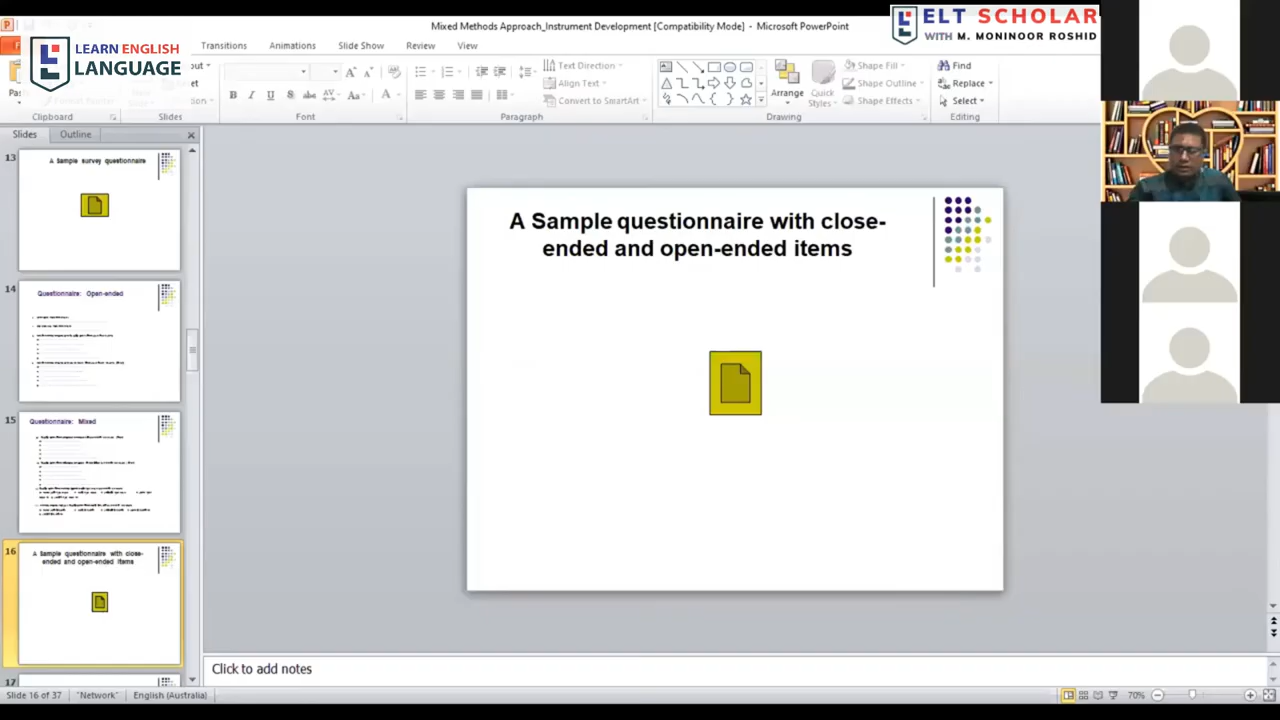 Mixed Methods Approach_Instrument Development [Compatibility Mode] - Microsoft PowerPoint
ELT SCHOLAR
WITH M. MONINOOR ROSHID
LEARN ENGLISH
LANGUAGE
Transitions Animations Slide Show Review View
Text Direction
Align Text
Convert to SmartArt
Arrange
Quick
Styles
Shape Fill
Shape Outline
Shape Effects
Find
Replace
Select
Clipboard Slides Font Paragraph Drawing Editing
Slides Outline
13
A Sample survey questionnaire
14
Questionnaire: Open-ended
15
Questionnaire: Mixed
16
A Sample questionnaire with close-
ended and open-ended items
17
A Sample questionnaire with close-
ended and open-ended items
Click to add notes
Slide 16 of 37 "Network" English (Australia) 70%